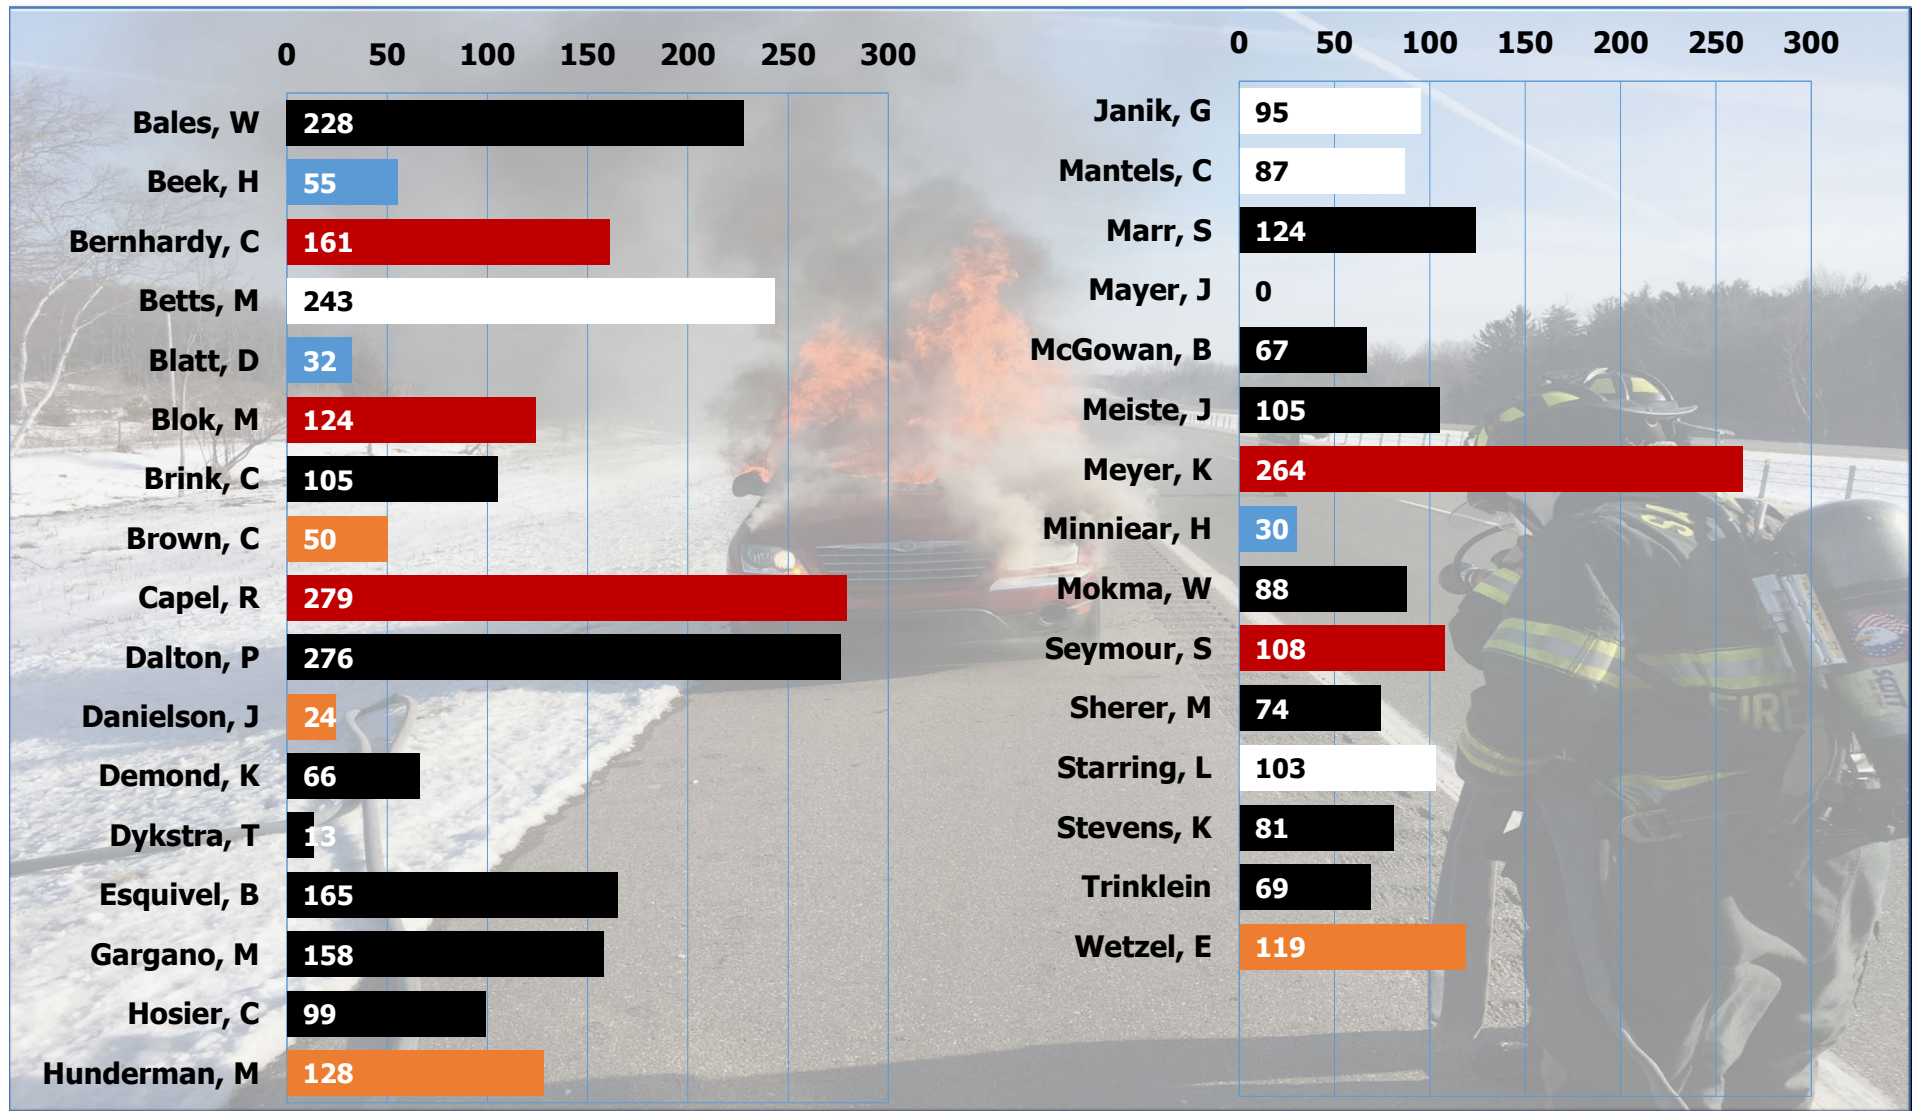 0 50 100 150 200 250 300
Bales, W 228
Beek, H 55
Bernhardy, C 161
Betts, M 243
Blatt, D 32
Blok, M 124
Brink, C 105
Brown, C 50
Capel, R 279
Dalton, P 276
Danielson, J 24
Demond, K 66
Dykstra, T 13
Esquivel, B 165
Gargano, M 158
Hosier, C 99
Hunderman, M 128
0 50 100 150 200 250 300
Janik, G 95
Mantels, C 87
Marr, S 124
Mayer, J 0
McGowan, B 67
Meiste, J 105
Meyer, K 264
Minniear, H 30
Mokma, W 88
Seymour, S 108
Sherer, M 74
Starring, L 103
Stevens, K 81
Trinklein 69
Wetzel, E 119
FIRE
SCOTT